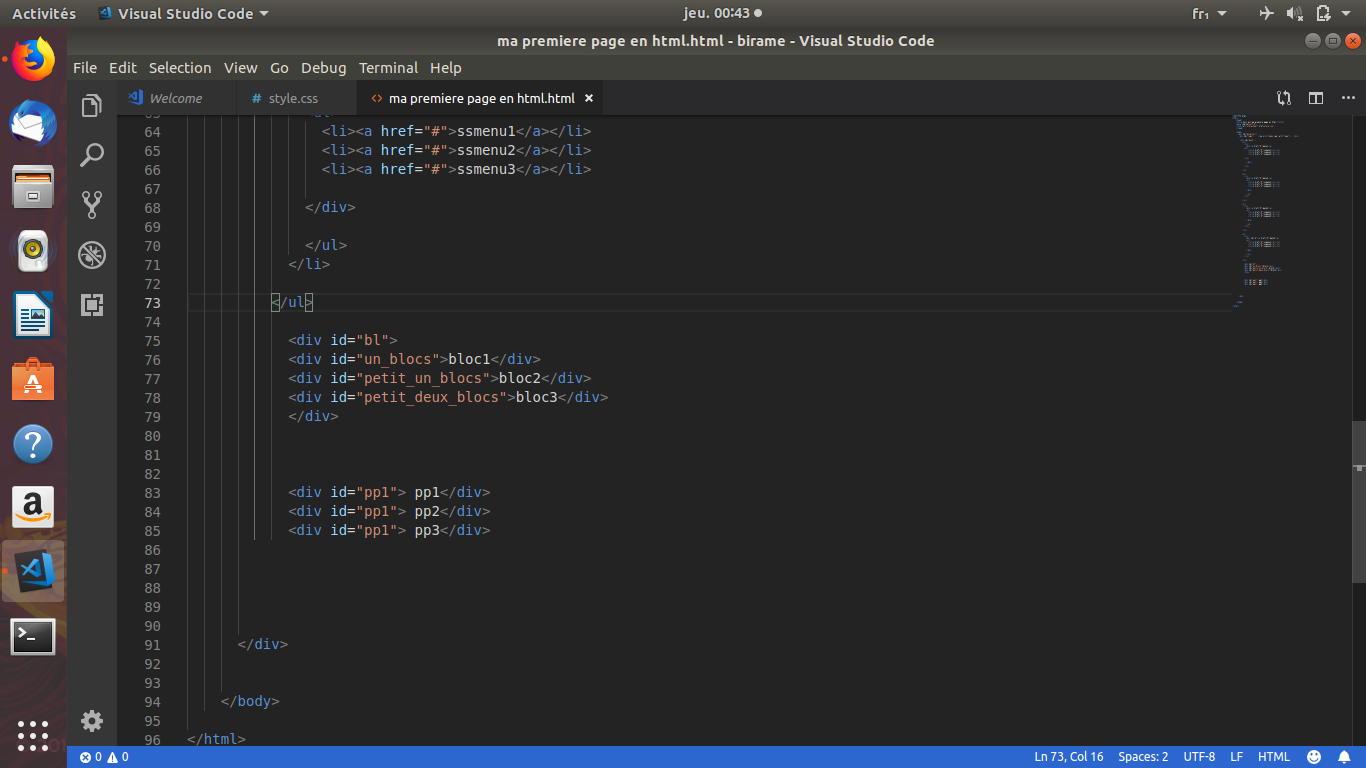 Activités Visual Studio Code jeu. 00:43 fr₁
ma premiere page en html.html - birame - Visual Studio Code
File Edit Selection View Go Debug Terminal Help
Welcome # style.css <> ma premiere page en html.html ×
64 <li><a href="#">ssmenu1</a></li>
65 <li><a href="#">ssmenu2</a></li>
66 <li><a href="#">ssmenu3</a></li>
67
68 </div>
69
70 </ul>
71 </li>
72
73 </ul>
74
75 <div id="bl">
76 <div id="un_blocs">bloc1</div>
77 <div id="petit_un_blocs">bloc2</div>
78 <div id="petit_deux_blocs">bloc3</div>
79 </div>
80
81
82
83 <div id="pp1"> pp1</div>
84 <div id="pp1"> pp2</div>
85 <div id="pp1"> pp3</div>
86
87
88
89
90
91 </div>
92
93
94 </body>
95
96 </html>
0 0 Ln 73, Col 16 Spaces: 2 UTF-8 LF HTML